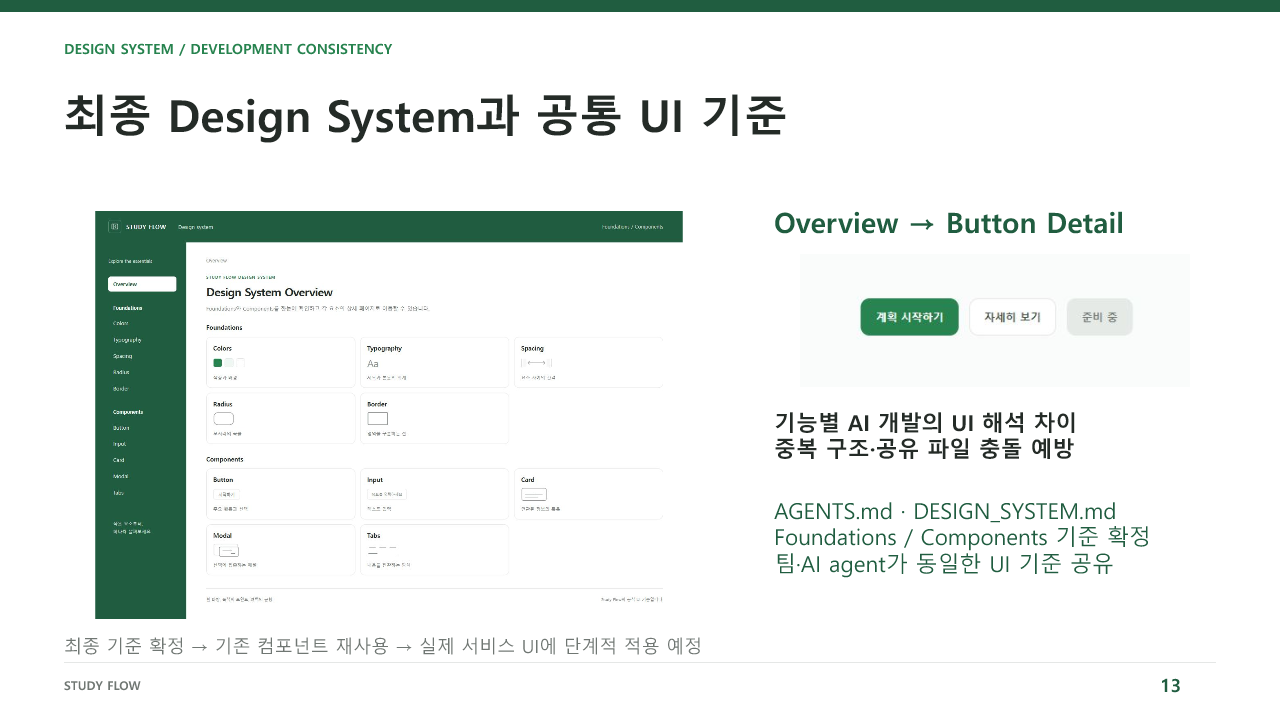 DESIGN SYSTEM / DEVELOPMENT CONSISTENCY
최종 Design System과 공통 UI 기준
STUDY FLOW
Design system
Foundations / Components
Explore the essentials
Overview
Foundations
Colors
Typography
Spacing
Radius
Border
Components
Button
Input
Card
Modal
Tabs
Overview
STUDY FLOW DESIGN SYSTEM
Design System Overview
Foundations
Colors
Typography
Spacing
Aa
Radius
Border
Components
Button
Input
Card
Modal
Tabs
Overview → Button Detail
계획 시작하기
자세히 보기
준비 중
기능별 AI 개발의 UI 해석 차이
중복 구조·공유 파일 충돌 예방
AGENTS.md · DESIGN_SYSTEM.md
Foundations / Components 기준 확정
팀·AI agent가 동일한 UI 기준 공유
최종 기준 확정 → 기존 컴포넌트 재사용 → 실제 서비스 UI에 단계적 적용 예정
STUDY FLOW
13